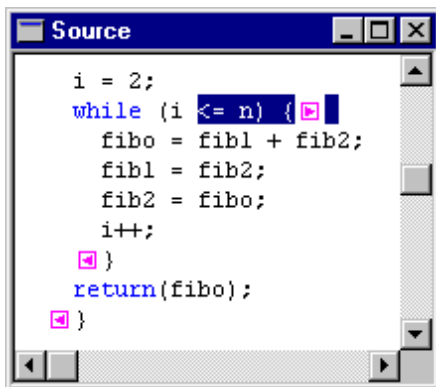 Source
i = 2;
while (i <= n) {
fibo = fib1 + fib2;
fib1 = fib2;
fib2 = fibo;
i++;
}
return(fibo);
}